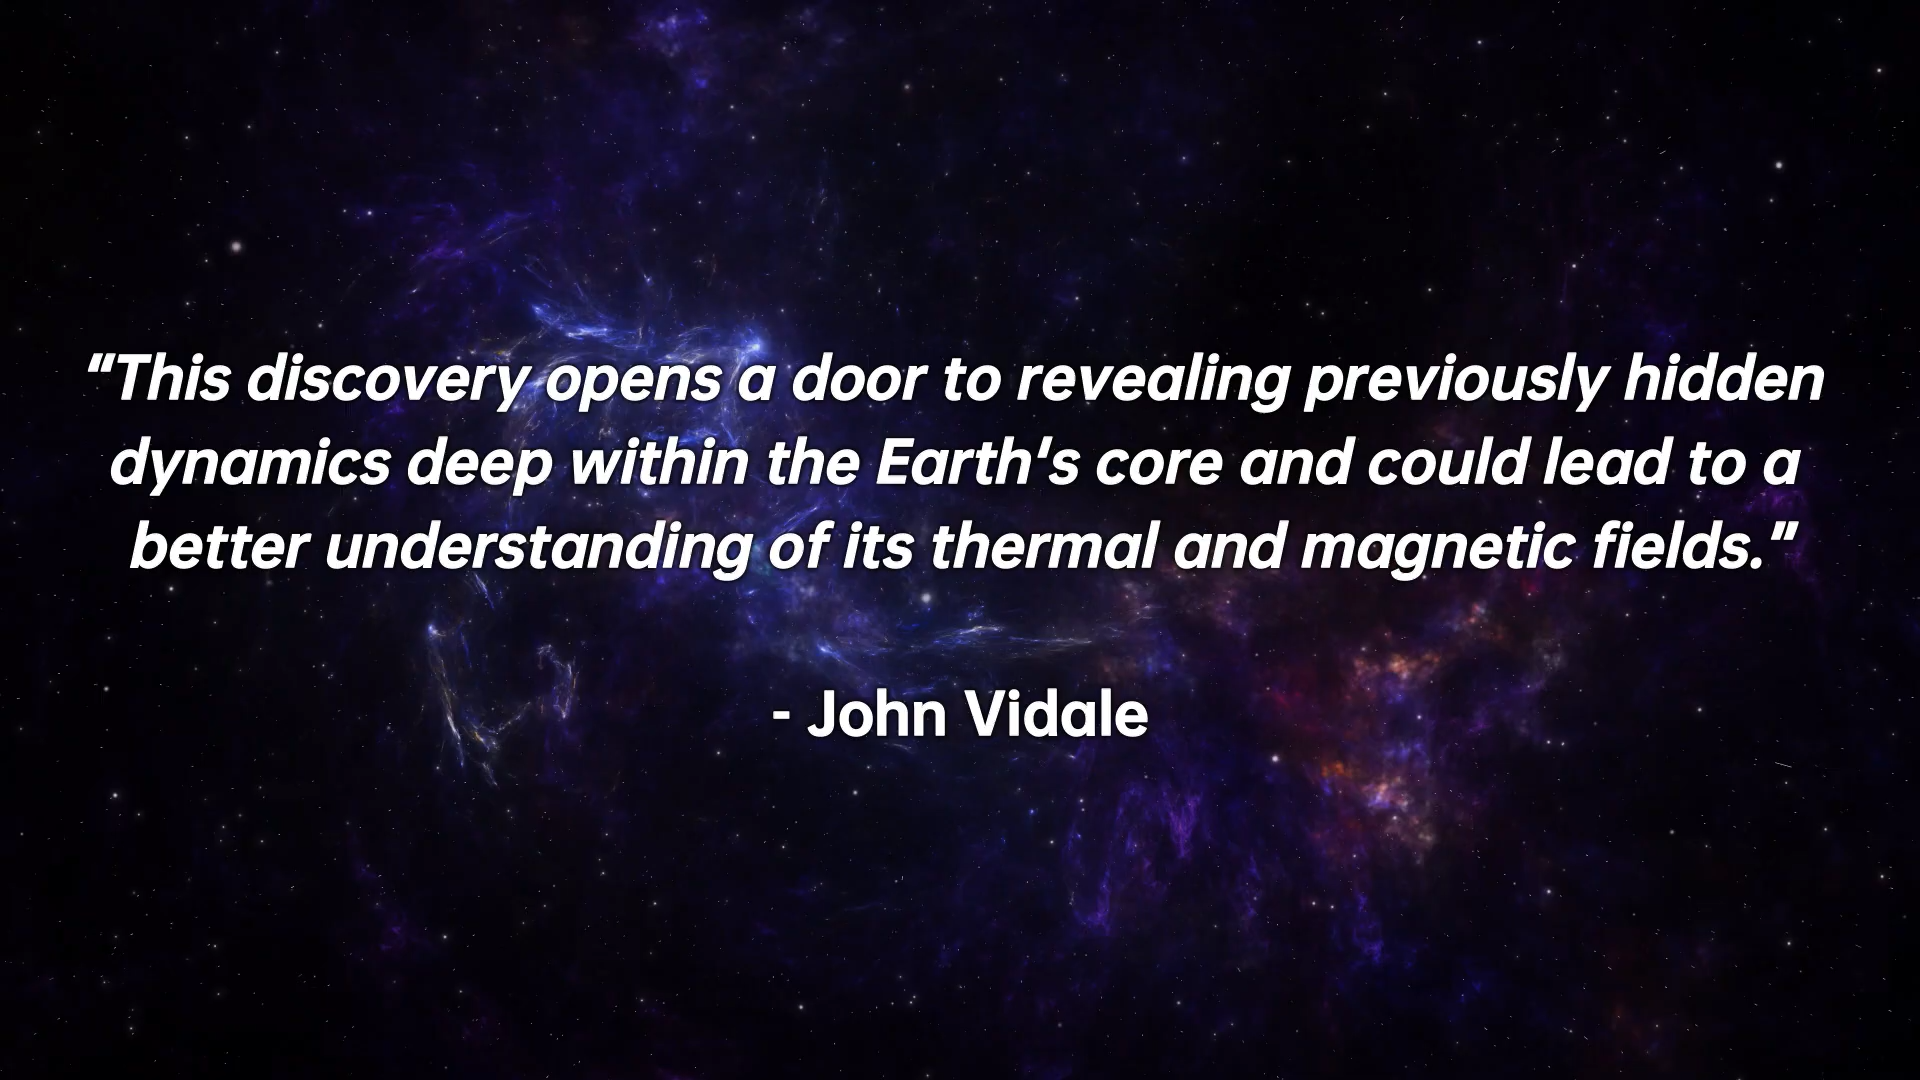 "This discovery opens a door to revealing previously hidden
dynamics deep within the Earth's core and could lead to a
better understanding of its thermal and magnetic fields."
- John Vidale